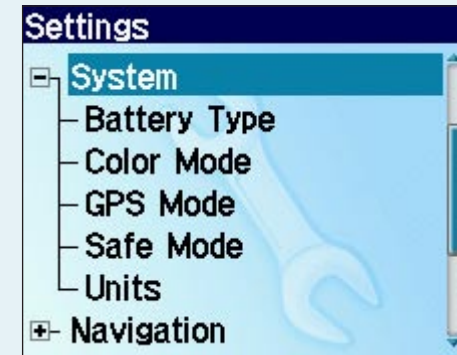 Settings
System
Battery Type
Color Mode
GPS Mode
Safe Mode
Units
Navigation